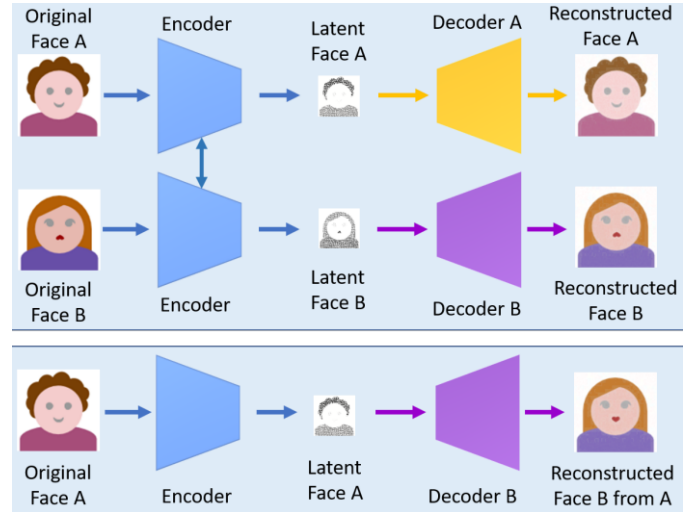 Original
Face A
Encoder
Latent
Face A
Decoder A
Reconstructed
Face A
Original
Face B
Encoder
Latent
Face B
Decoder B
Reconstructed
Face B
Original
Face A
Encoder
Latent
Face A
Decoder B
Reconstructed
Face B from A